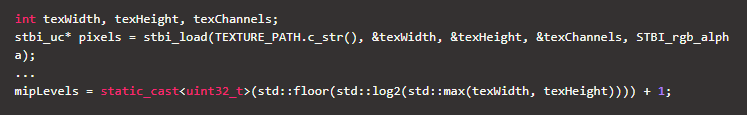 int texWidth, texHeight, texChannels;
stbi_uc* pixels = stbi_load(TEXTURE_PATH.c_str(), &texWidth, &texHeight, &texChannels, STBI_rgb_alph
a);
...
mipLevels = static_cast<uint32_t>(std::floor(std::log2(std::max(texWidth, texHeight)))) + 1;